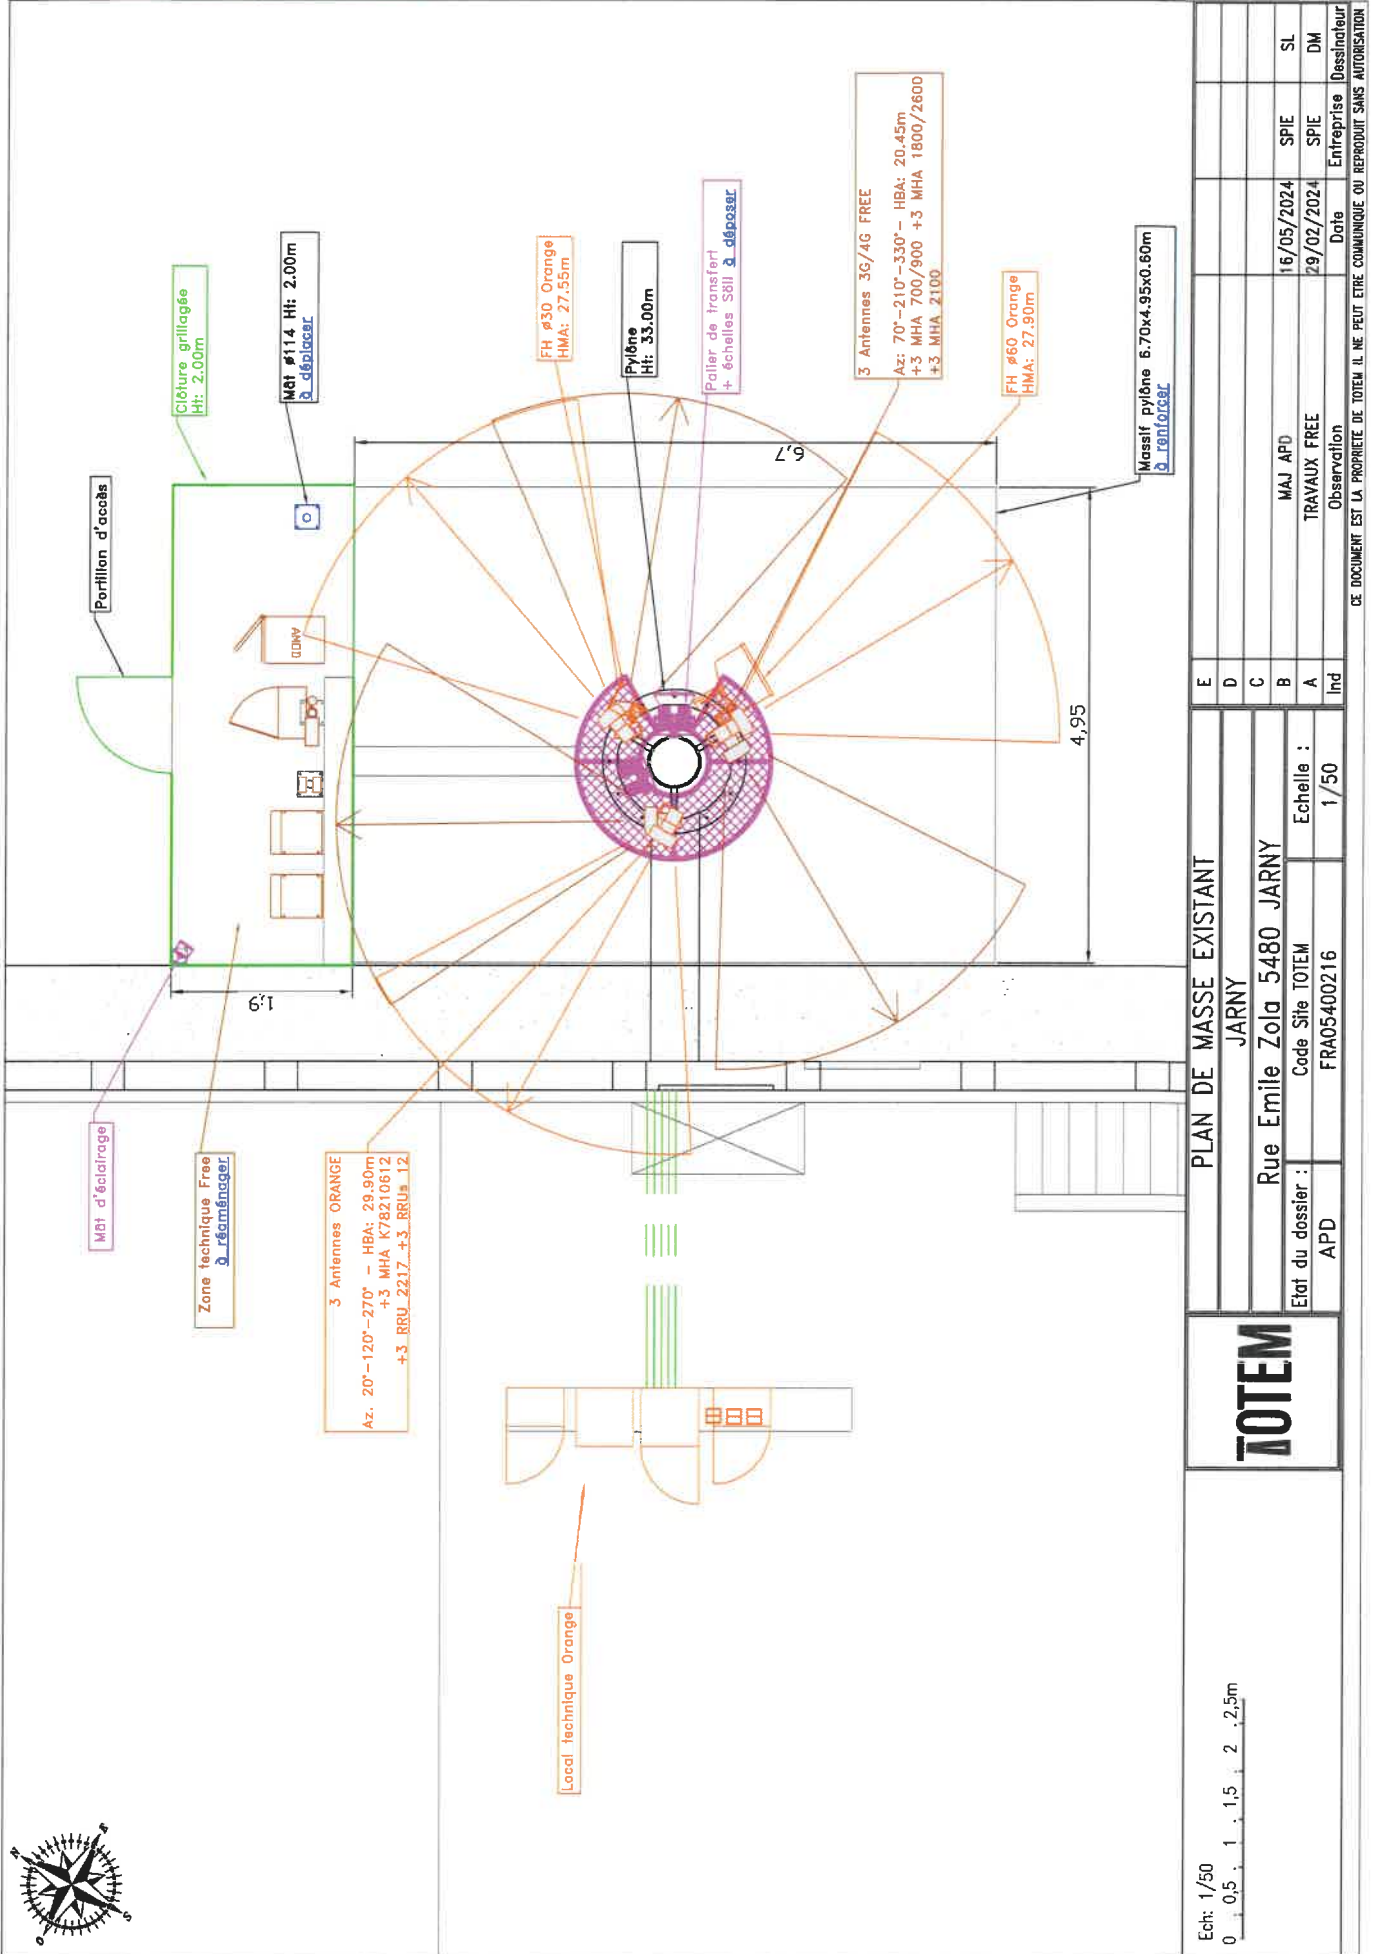 Mât d'éclairage
Zone technique Free
à réaménager
3 Antennes ORANGE
Az. 20°-120°-270° - HBA: 29.90m
+3 MHA K78210612
+3 RRU 2217 +3 RRUs 12
Local technique Orange
Portillon d'accès
Clôture grillagée
Ht: 2.00m
Mât ø114 Ht: 2.00m
à déplacer
FH ø30 Orange
HMA: 27.55m
Pylône
Ht: 33.00m
Palier de transfert
+ échelles Söll à déposer
3 Antennes 3G/4G FREE
Az: 70°-210°-330°- HBA: 20.45m
+3 MHA 700/900 +3 MHA 1800/2600
+3 MHA 2100
FH ø60 Orange
HMA: 27.90m
Massif pylône 6.70x4.95x0.60m
à renforcer
1,9
6,7
4,95
N
E
S
O
Ech: 1/50
0 0,5 1 1,5 2 2,5m
TOTEM
PLAN DE MASSE EXISTANT
JARNY
Rue Emile Zola 5480 JARNY
Etat du dossier :
APD
Code Site TOTEM
FRA05400216
Echelle :
1/50
E
D
C
B MAJ APD 16/05/2024 SPIE SL
A TRAVAUX FREE 29/02/2024 SPIE DM
Ind Observation Date Entreprise Dessinateur
CE DOCUMENT EST LA PROPRIETE DE TOTEM IL NE PEUT ETRE COMMUNIQUE OU REPRODUIT SANS AUTORISATION